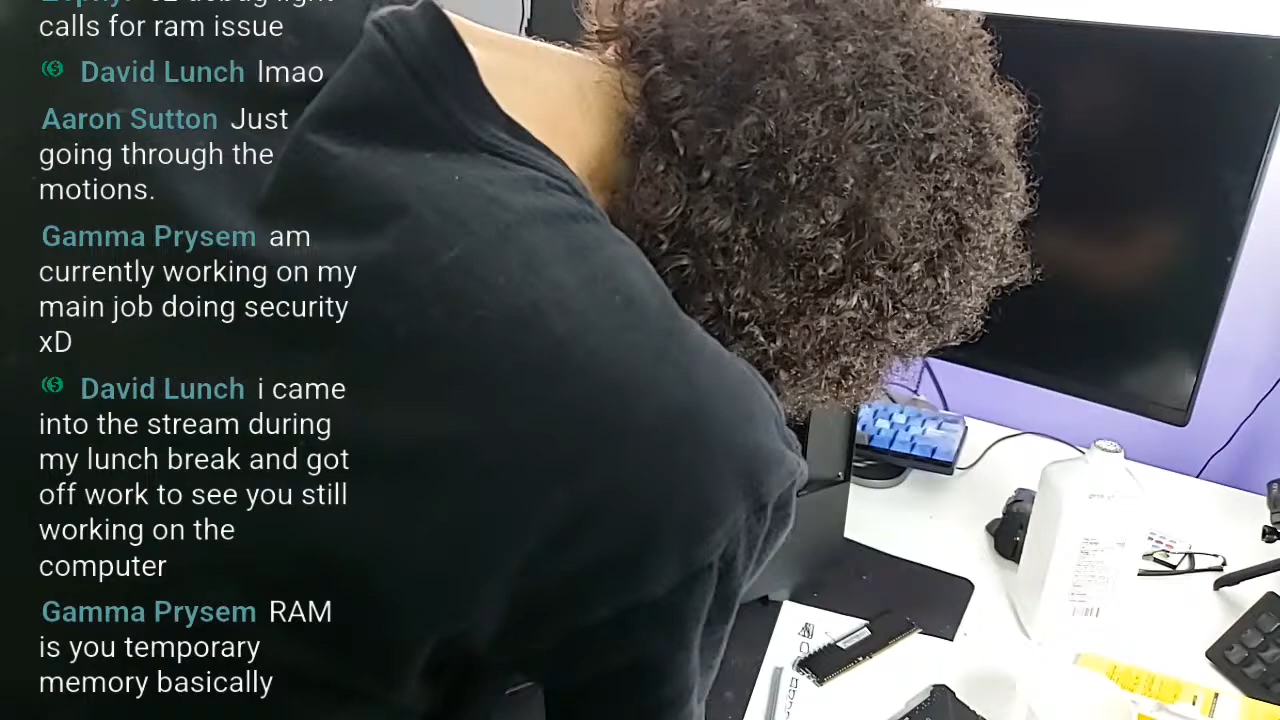 calls for ram issue
David Lunch lmao
Aaron Sutton Just
going through the
motions.
Gamma Prysem am
currently working on my
main job doing security
xD
David Lunch i came
into the stream during
my lunch break and got
off work to see you still
working on the
computer
Gamma Prysem RAM
is you temporary
memory basically